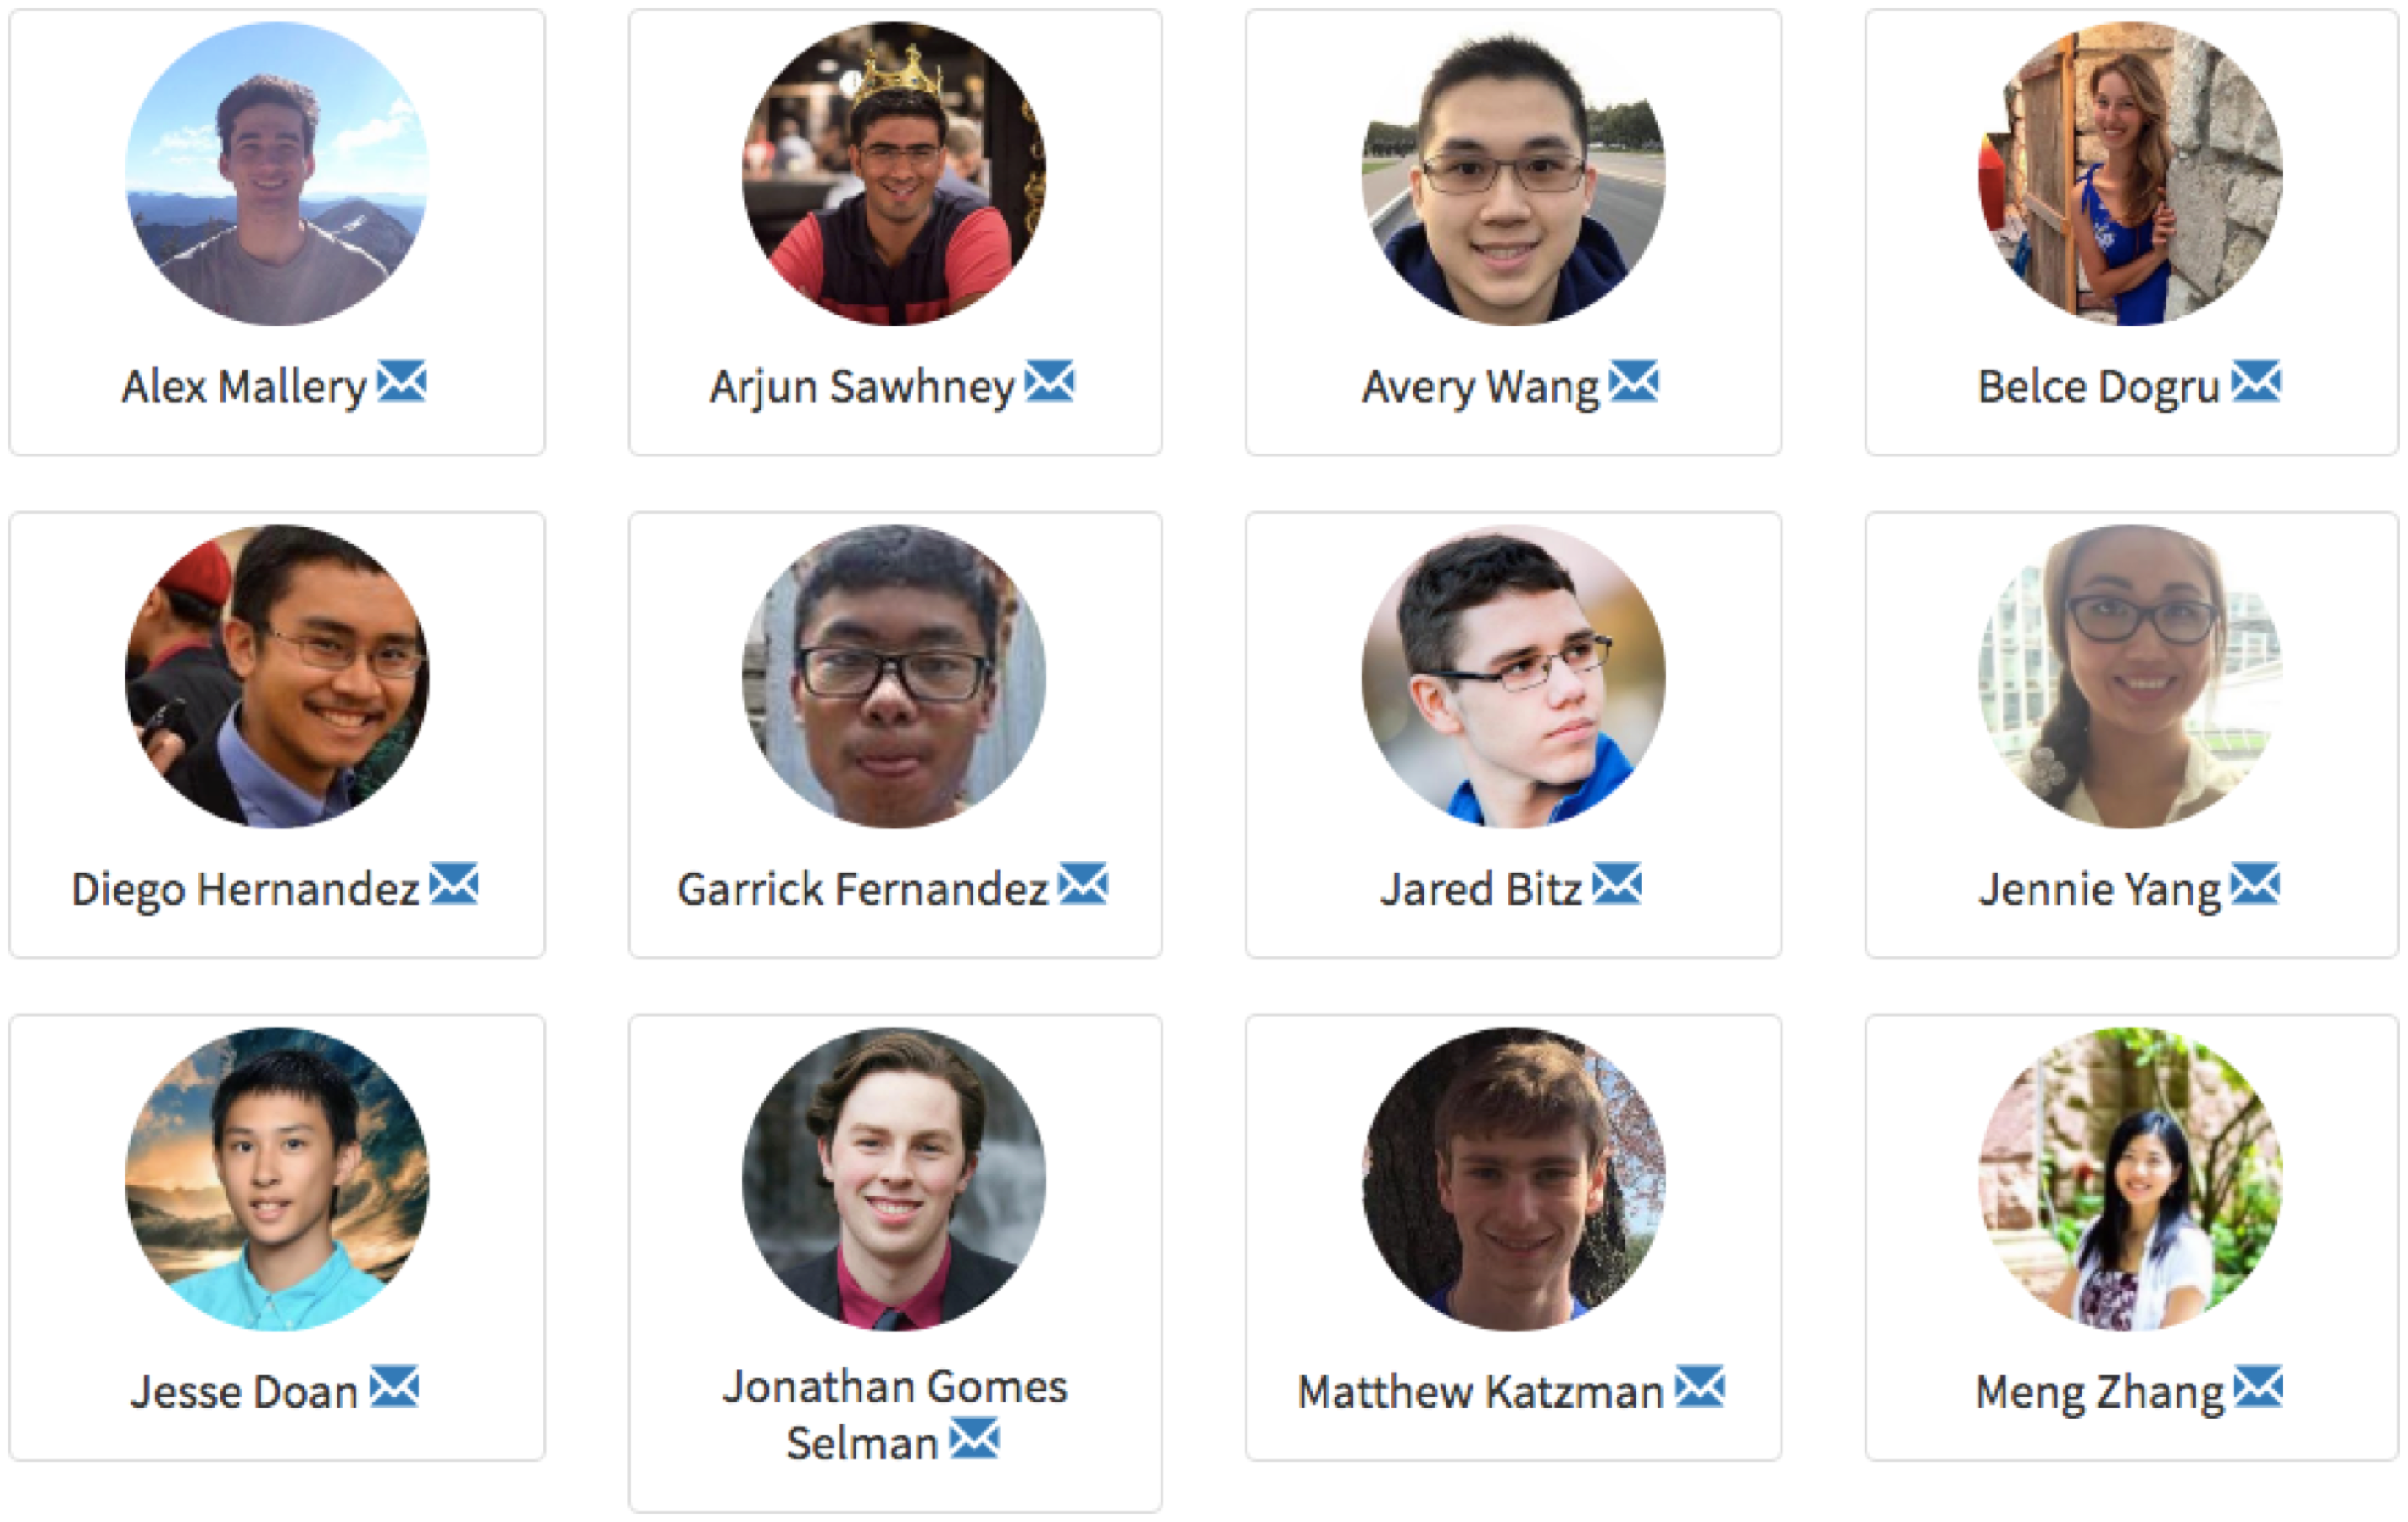 Alex Mallery
Arjun Sawhney
Avery Wang
Belce Dogru
Diego Hernandez
Garrick Fernandez
Jared Bitz
Jennie Yang
Jesse Doan
Jonathan Gomes
Selman
Matthew Katzman
Meng Zhang